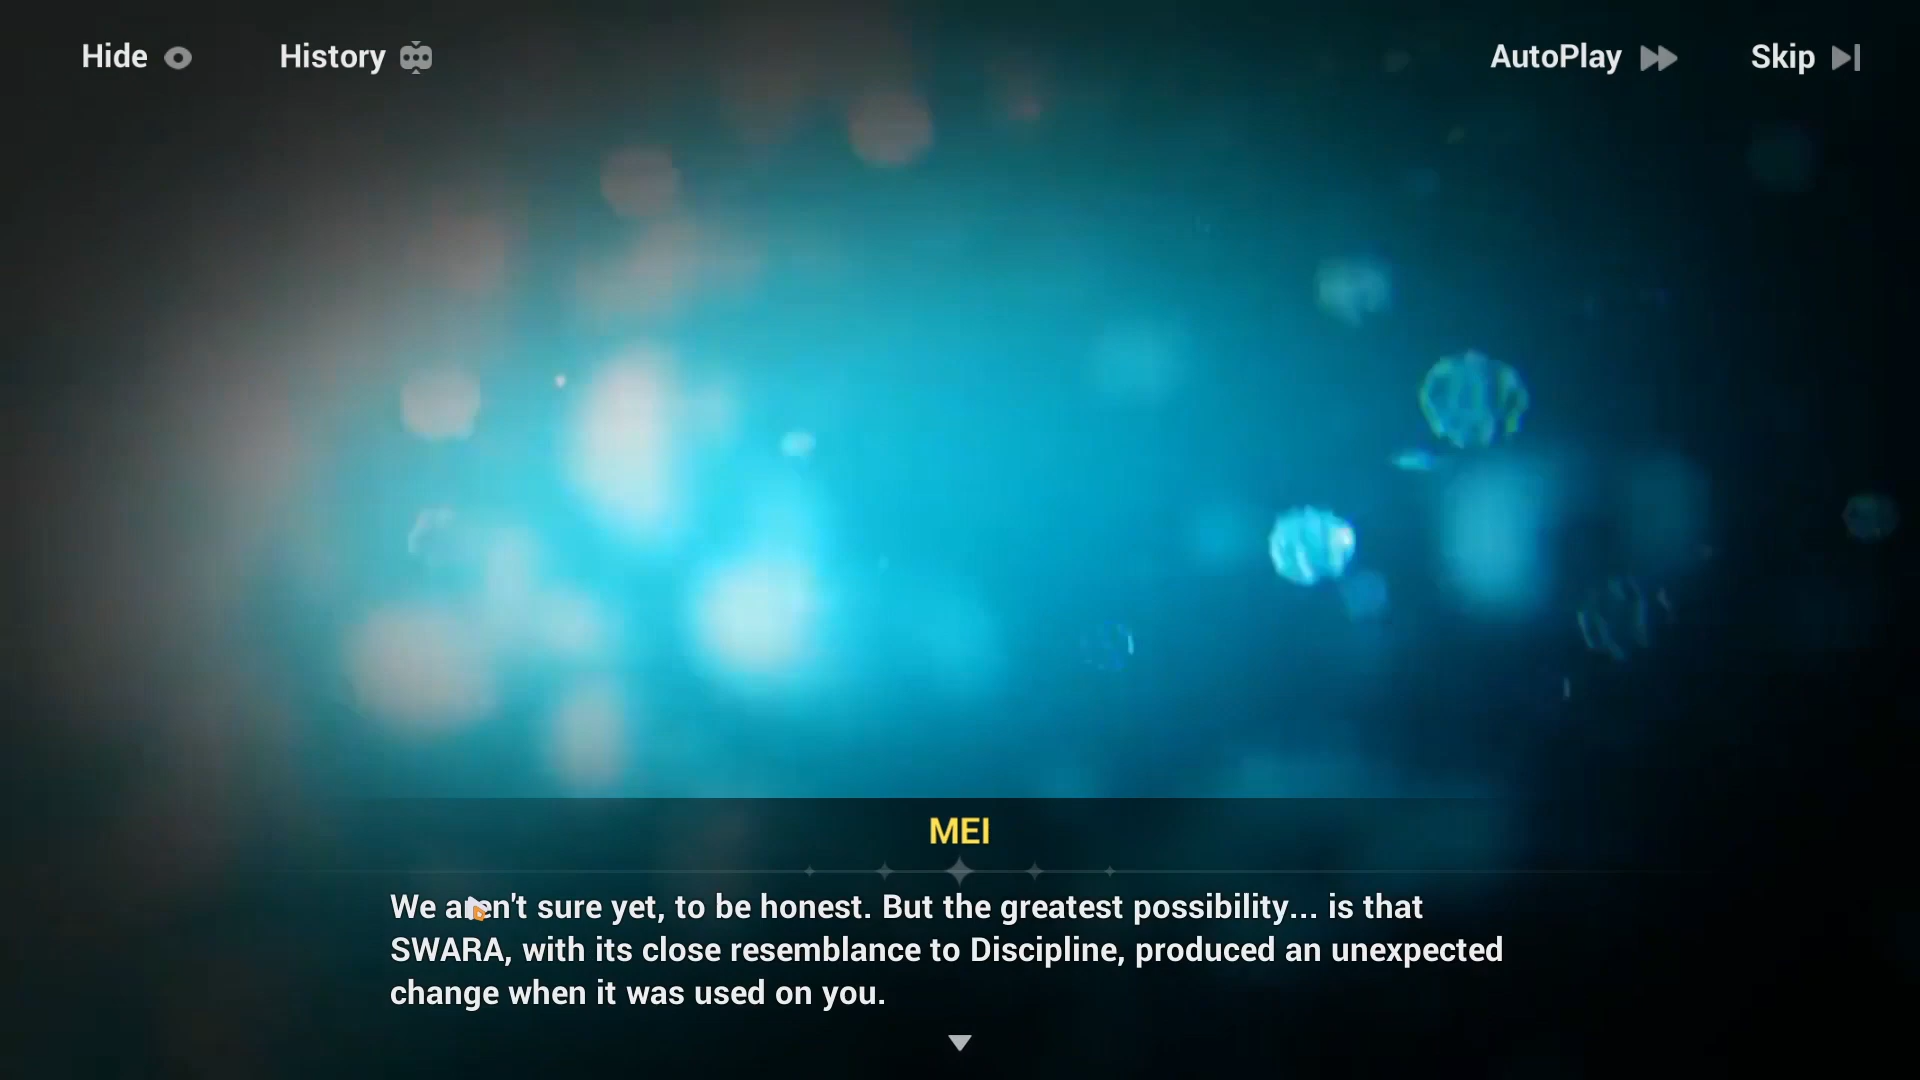 Hide
History
AutoPlay
Skip
MEI
We aren't sure yet, to be honest. But the greatest possibility... is that
SWARA, with its close resemblance to Discipline, produced an unexpected
change when it was used on you.